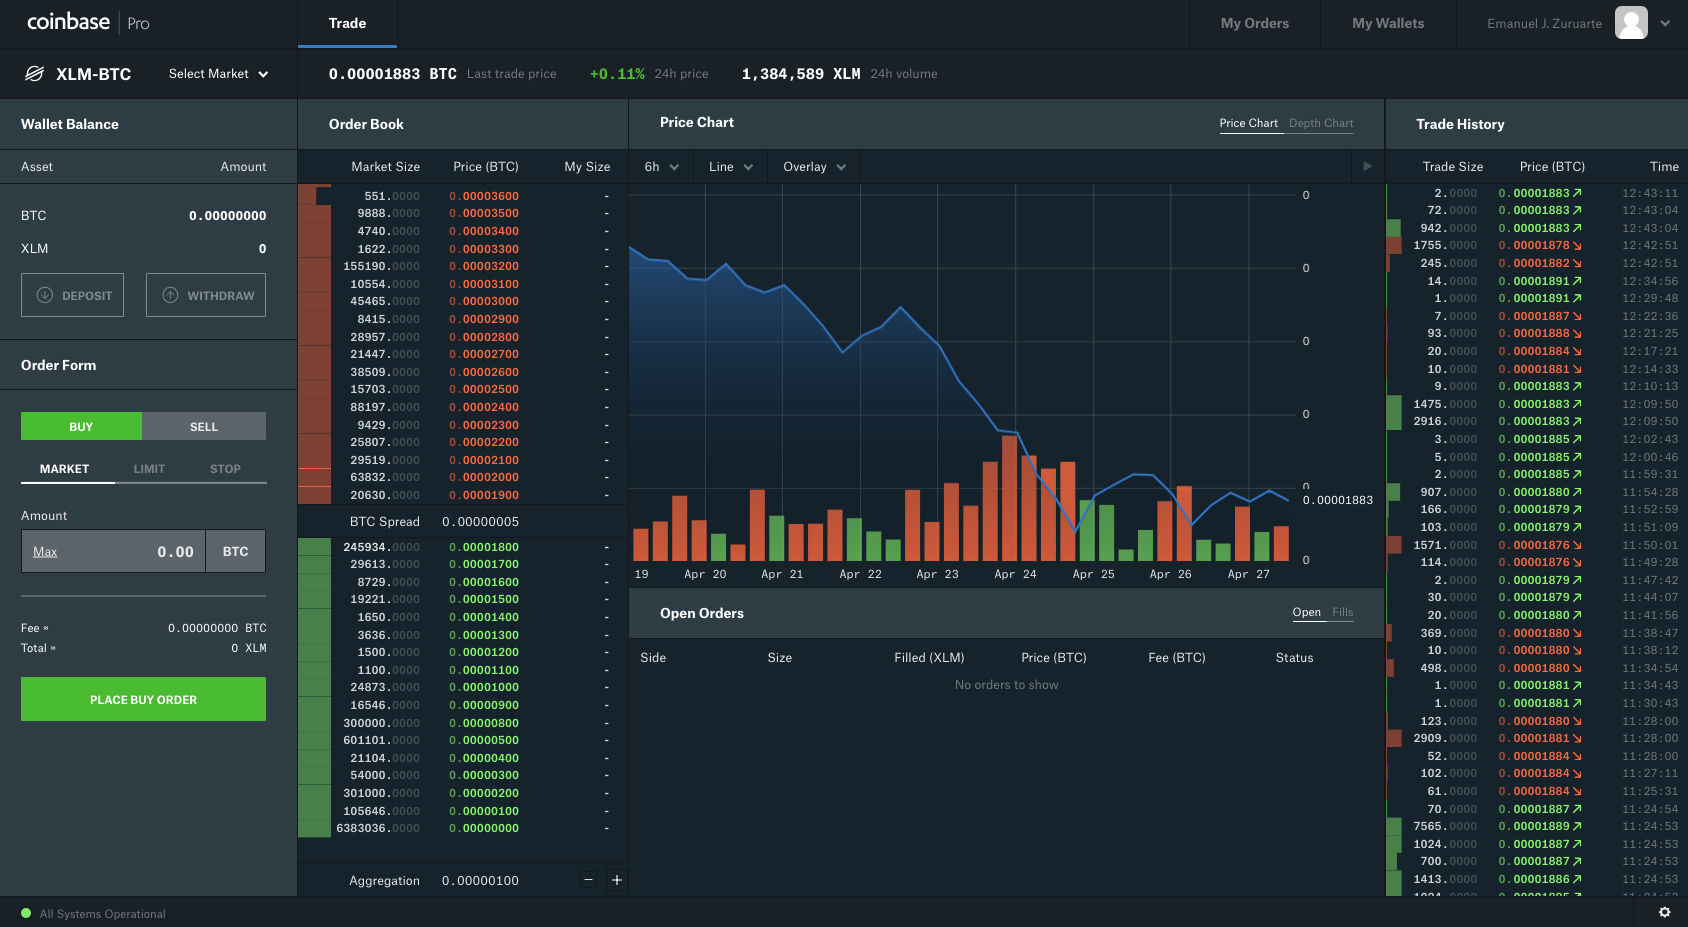 coinbase | Pro
Trade
My Orders
My Wallets
Emanuel J. Zuruarte
XLM-BTC
Select Market
0.00001883 BTC Last trade price
+0.11% 24h price
1,384,589 XLM 24h volume
Wallet Balance
Asset Amount
BTC 0.00000000
XLM 0
DEPOSIT
WITHDRAW
Order Form
BUY
SELL
MARKET
LIMIT
STOP
Amount
Max 0.00 BTC
Fee ≈ 0.00000000 BTC
Total ≈ 0 XLM
PLACE BUY ORDER
Order Book
Market Size Price (BTC) My Size
551.0000 0.00003600 -
9888.0000 0.00003500 -
4740.0000 0.00003400 -
1622.0000 0.00003300 -
155190.0000 0.00003200 -
10554.0000 0.00003100 -
45465.0000 0.00003000 -
8415.0000 0.00002900 -
28957.0000 0.00002800 -
21447.0000 0.00002700 -
38509.0000 0.00002600 -
15703.0000 0.00002500 -
88197.0000 0.00002400 -
9429.0000 0.00002300 -
25807.0000 0.00002200 -
29519.0000 0.00002100 -
63832.0000 0.00002000 -
20630.0000 0.00001900 -
BTC Spread 0.00000005
245934.0000 0.00001800 -
29613.0000 0.00001700 -
8729.0000 0.00001600 -
19221.0000 0.00001500 -
1650.0000 0.00001400 -
3636.0000 0.00001300 -
1500.0000 0.00001200 -
1100.0000 0.00001100 -
24873.0000 0.00001000 -
16546.0000 0.00000900 -
300000.0000 0.00000800 -
601101.0000 0.00000500 -
21104.0000 0.00000400 -
54000.0000 0.00000300 -
301000.0000 0.00000200 -
105646.0000 0.00000100 -
6383036.0000 0.00000000 -
Aggregation 0.00000100 − +
Price Chart
Price Chart Depth Chart
6h
Line
Overlay
0
0
0
0
0
0.00001883
0
19 Apr 20 Apr 21 Apr 22 Apr 23 Apr 24 Apr 25 Apr 26 Apr 27
Open Orders
Open Fills
Side Size Filled (XLM) Price (BTC) Fee (BTC) Status
No orders to show
Trade History
Trade Size Price (BTC) Time
2.0000 0.00001883↗ 12:43:11
72.0000 0.00001883↗ 12:43:04
942.0000 0.00001883↗ 12:43:04
1755.0000 0.00001878↘ 12:42:51
245.0000 0.00001882↘ 12:42:51
14.0000 0.00001891↗ 12:34:56
1.0000 0.00001891↗ 12:29:48
7.0000 0.00001887↘ 12:22:36
93.0000 0.00001888↘ 12:21:25
20.0000 0.00001884↘ 12:17:21
10.0000 0.00001881↘ 12:14:33
9.0000 0.00001883↗ 12:10:13
1475.0000 0.00001883↗ 12:09:50
2916.0000 0.00001883↗ 12:09:50
3.0000 0.00001885↗ 12:02:43
5.0000 0.00001885↗ 12:00:46
2.0000 0.00001885↗ 11:59:31
907.0000 0.00001880↗ 11:54:28
166.0000 0.00001879↗ 11:52:59
103.0000 0.00001879↗ 11:51:09
1571.0000 0.00001876↘ 11:50:01
114.0000 0.00001876↘ 11:49:28
2.0000 0.00001879↗ 11:47:42
30.0000 0.00001879↗ 11:44:07
20.0000 0.00001880↗ 11:41:56
369.0000 0.00001880↘ 11:38:47
10.0000 0.00001880↘ 11:38:12
498.0000 0.00001880↘ 11:34:54
1.0000 0.00001881↗ 11:34:43
1.0000 0.00001881↗ 11:30:43
123.0000 0.00001880↘ 11:28:00
2909.0000 0.00001881↘ 11:28:00
52.0000 0.00001884↘ 11:28:00
102.0000 0.00001884↘ 11:27:11
61.0000 0.00001884↘ 11:25:31
70.0000 0.00001887↗ 11:24:54
7565.0000 0.00001889↗ 11:24:53
1024.0000 0.00001887↗ 11:24:53
700.0000 0.00001887↗ 11:24:53
1413.0000 0.00001886↗ 11:24:53
All Systems Operational